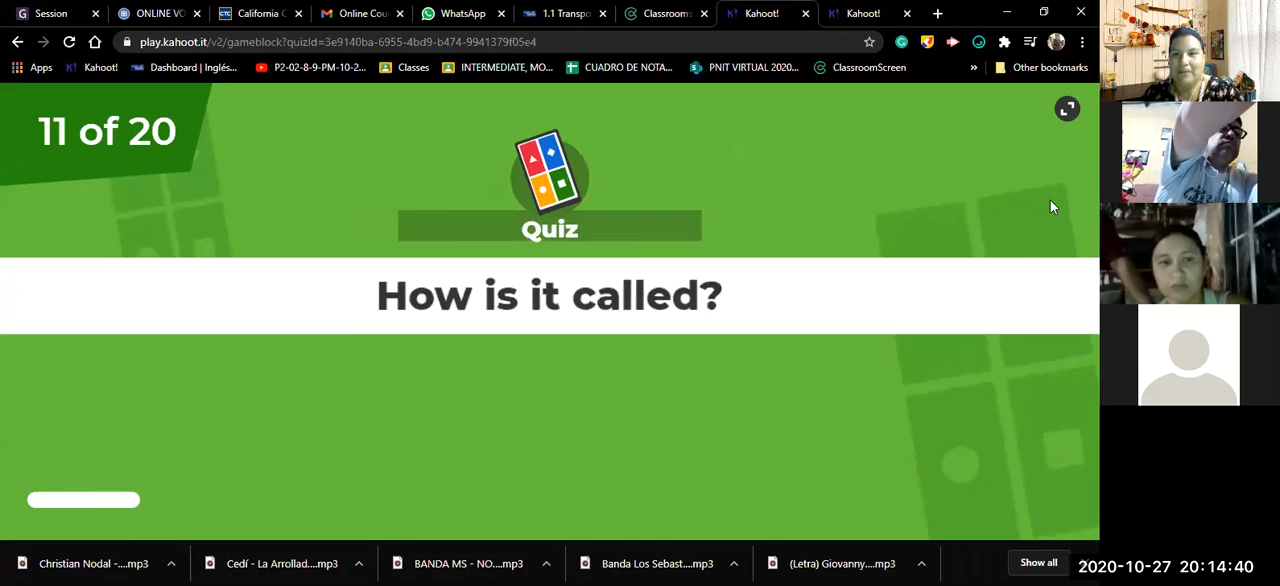 Session
ONLINE VO
California C
Online Cou
WhatsApp
1.1 Transpo
Classrooms
Kahoot!
Kahoot!
play.kahoot.it/v2/gameblock?quizId=3e9140ba-6955-4bd9-b474-9941379f05e4
Apps
Kahoot!
Dashboard | Inglés...
P2-02-8-9-PM-10-2...
Classes
INTERMEDIATE, MO...
CUADRO DE NOTA...
PNIT VIRTUAL 2020...
ClassroomScreen
»
Other bookmarks
11 of 20
Quiz
How is it called?
Christian Nodal -....mp3
Cedí - La Arrollad....mp3
BANDA MS - NO....mp3
Banda Los Sebast....mp3
(Letra) Giovanny....mp3
Show all
2020-10-27 20:14:40